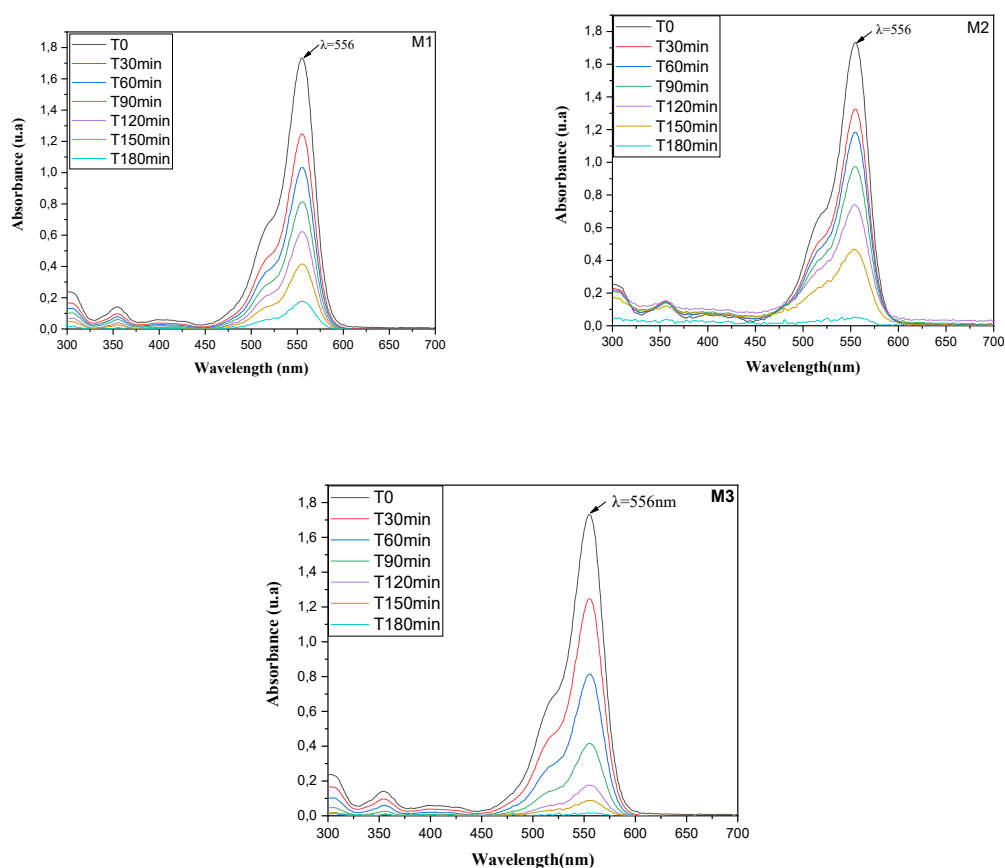 M1
λ=556
T0
T30min
T60min
T90min
T120min
T150min
T180min
1,8
1,6
1,4
1,2
1,0
0,8
0,6
0,4
0,2
0,0
Absorbance (u.a)
300 350 400 450 500 550 600 650 700
Wavelength (nm)
M2
λ=556
T0
T30min
T60min
T90min
T120min
T150min
T180min
1,8
1,6
1,4
1,2
1,0
0,8
0,6
0,4
0,2
0,0
Absorbance (u.a)
300 350 400 450 500 550 600 650 700
Wavelength(nm)
M3
λ=556nm
T0
T30min
T60min
T90min
T120min
T150min
T180min
1,8
1,6
1,4
1,2
1,0
0,8
0,6
0,4
0,2
0,0
Absorbance (u.a)
300 350 400 450 500 550 600 650 700
Wavelength(nm)